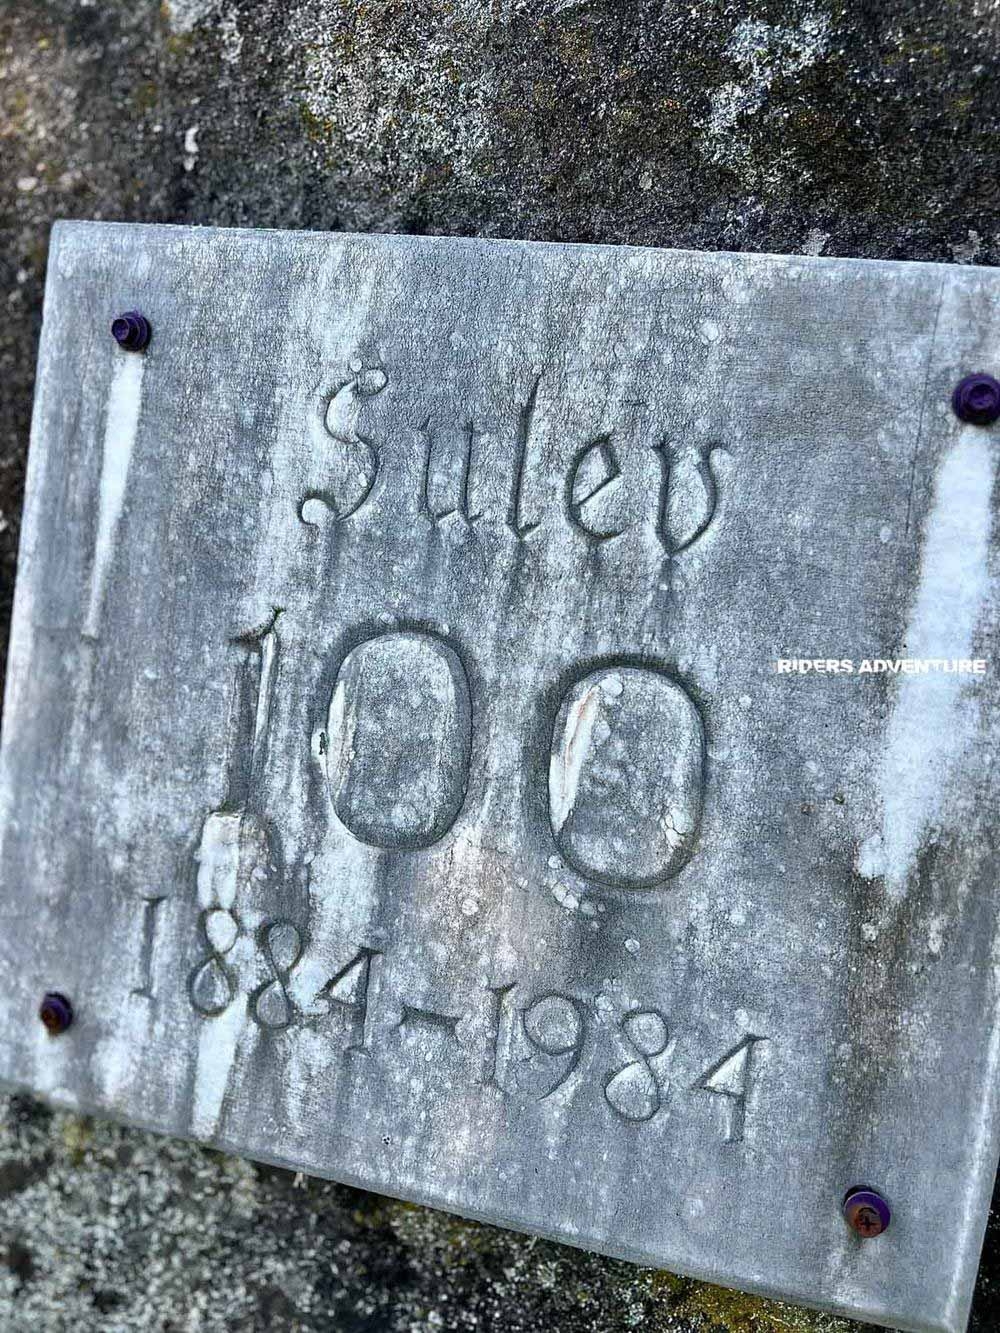 Sulev
100
1884-1984
RIDERS ADVENTURE